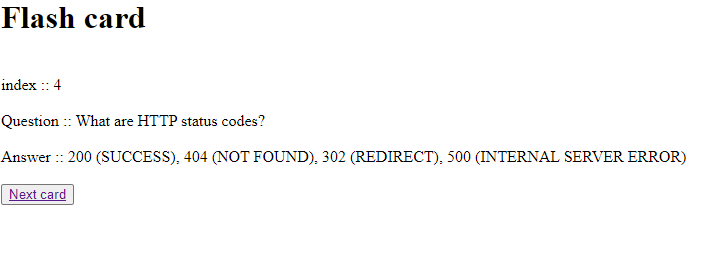 Flash card
index :: 4
Question :: What are HTTP status codes?
Answer :: 200 (SUCCESS), 404 (NOT FOUND), 302 (REDIRECT), 500 (INTERNAL SERVER ERROR)
Next card